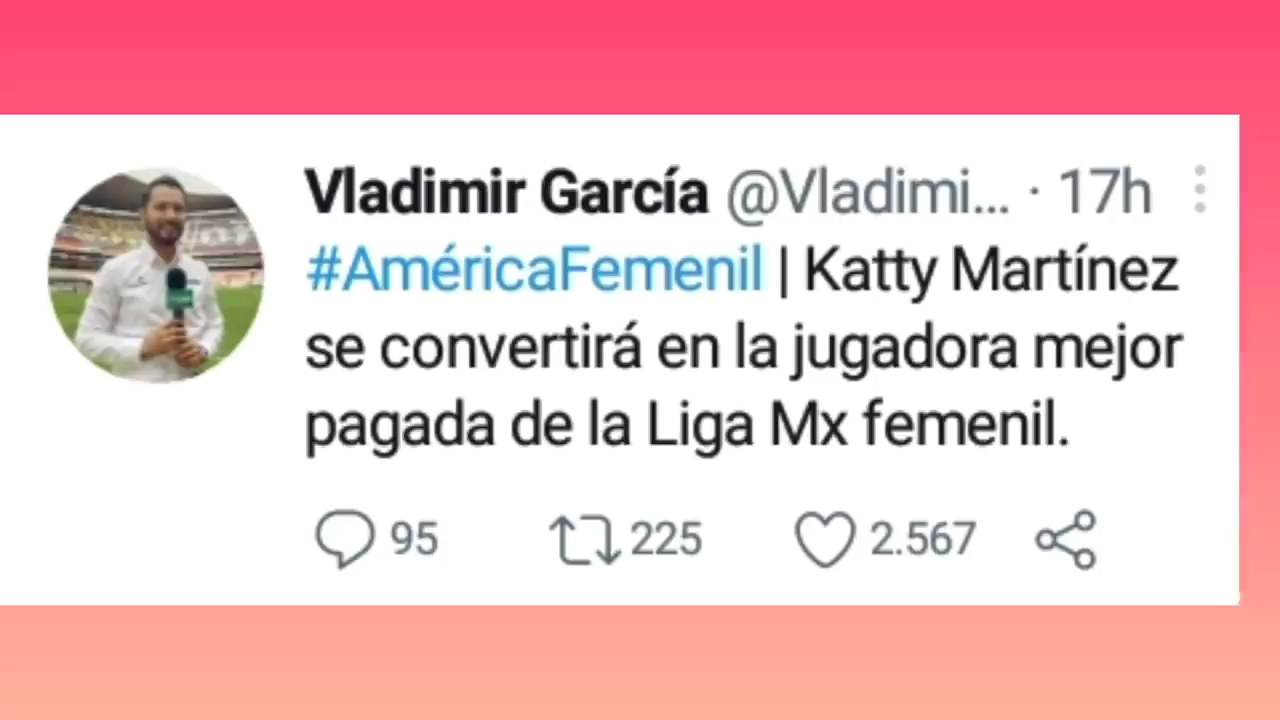 Vladimir García @Vladimi... · 17h
#AméricaFemenil | Katty Martínez
se convertirá en la jugadora mejor
pagada de la Liga Mx femenil.
95 225 2.567